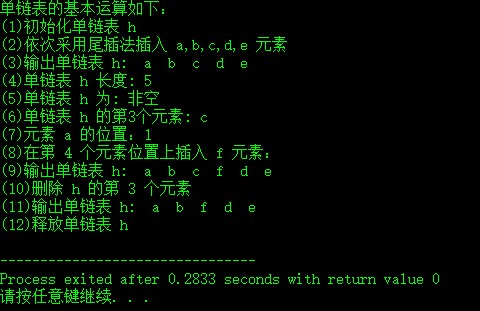 单链表的基本运算如下:
(1)初始化单链表 h
(2)依次采用尾插法插入 a,b,c,d,e 元素
(3)输出单链表 h:  a  b  c  d  e
(4)单链表 h 长度: 5
(5)单链表 h 为: 非空
(6)单链表 h 的第3个元素: c
(7)元素 a 的位置: 1
(8)在第 4 个元素位置上插入 f 元素:
(9)输出单链表 h:  a  b  c  f  d  e
(10)删除 h 的第 3 个元素
(11)输出单链表 h:  a  b  f  d  e
(12)释放单链表 h
--------------------------------
Process exited after 0.2833 seconds with return value 0
请按任意键继续. . .